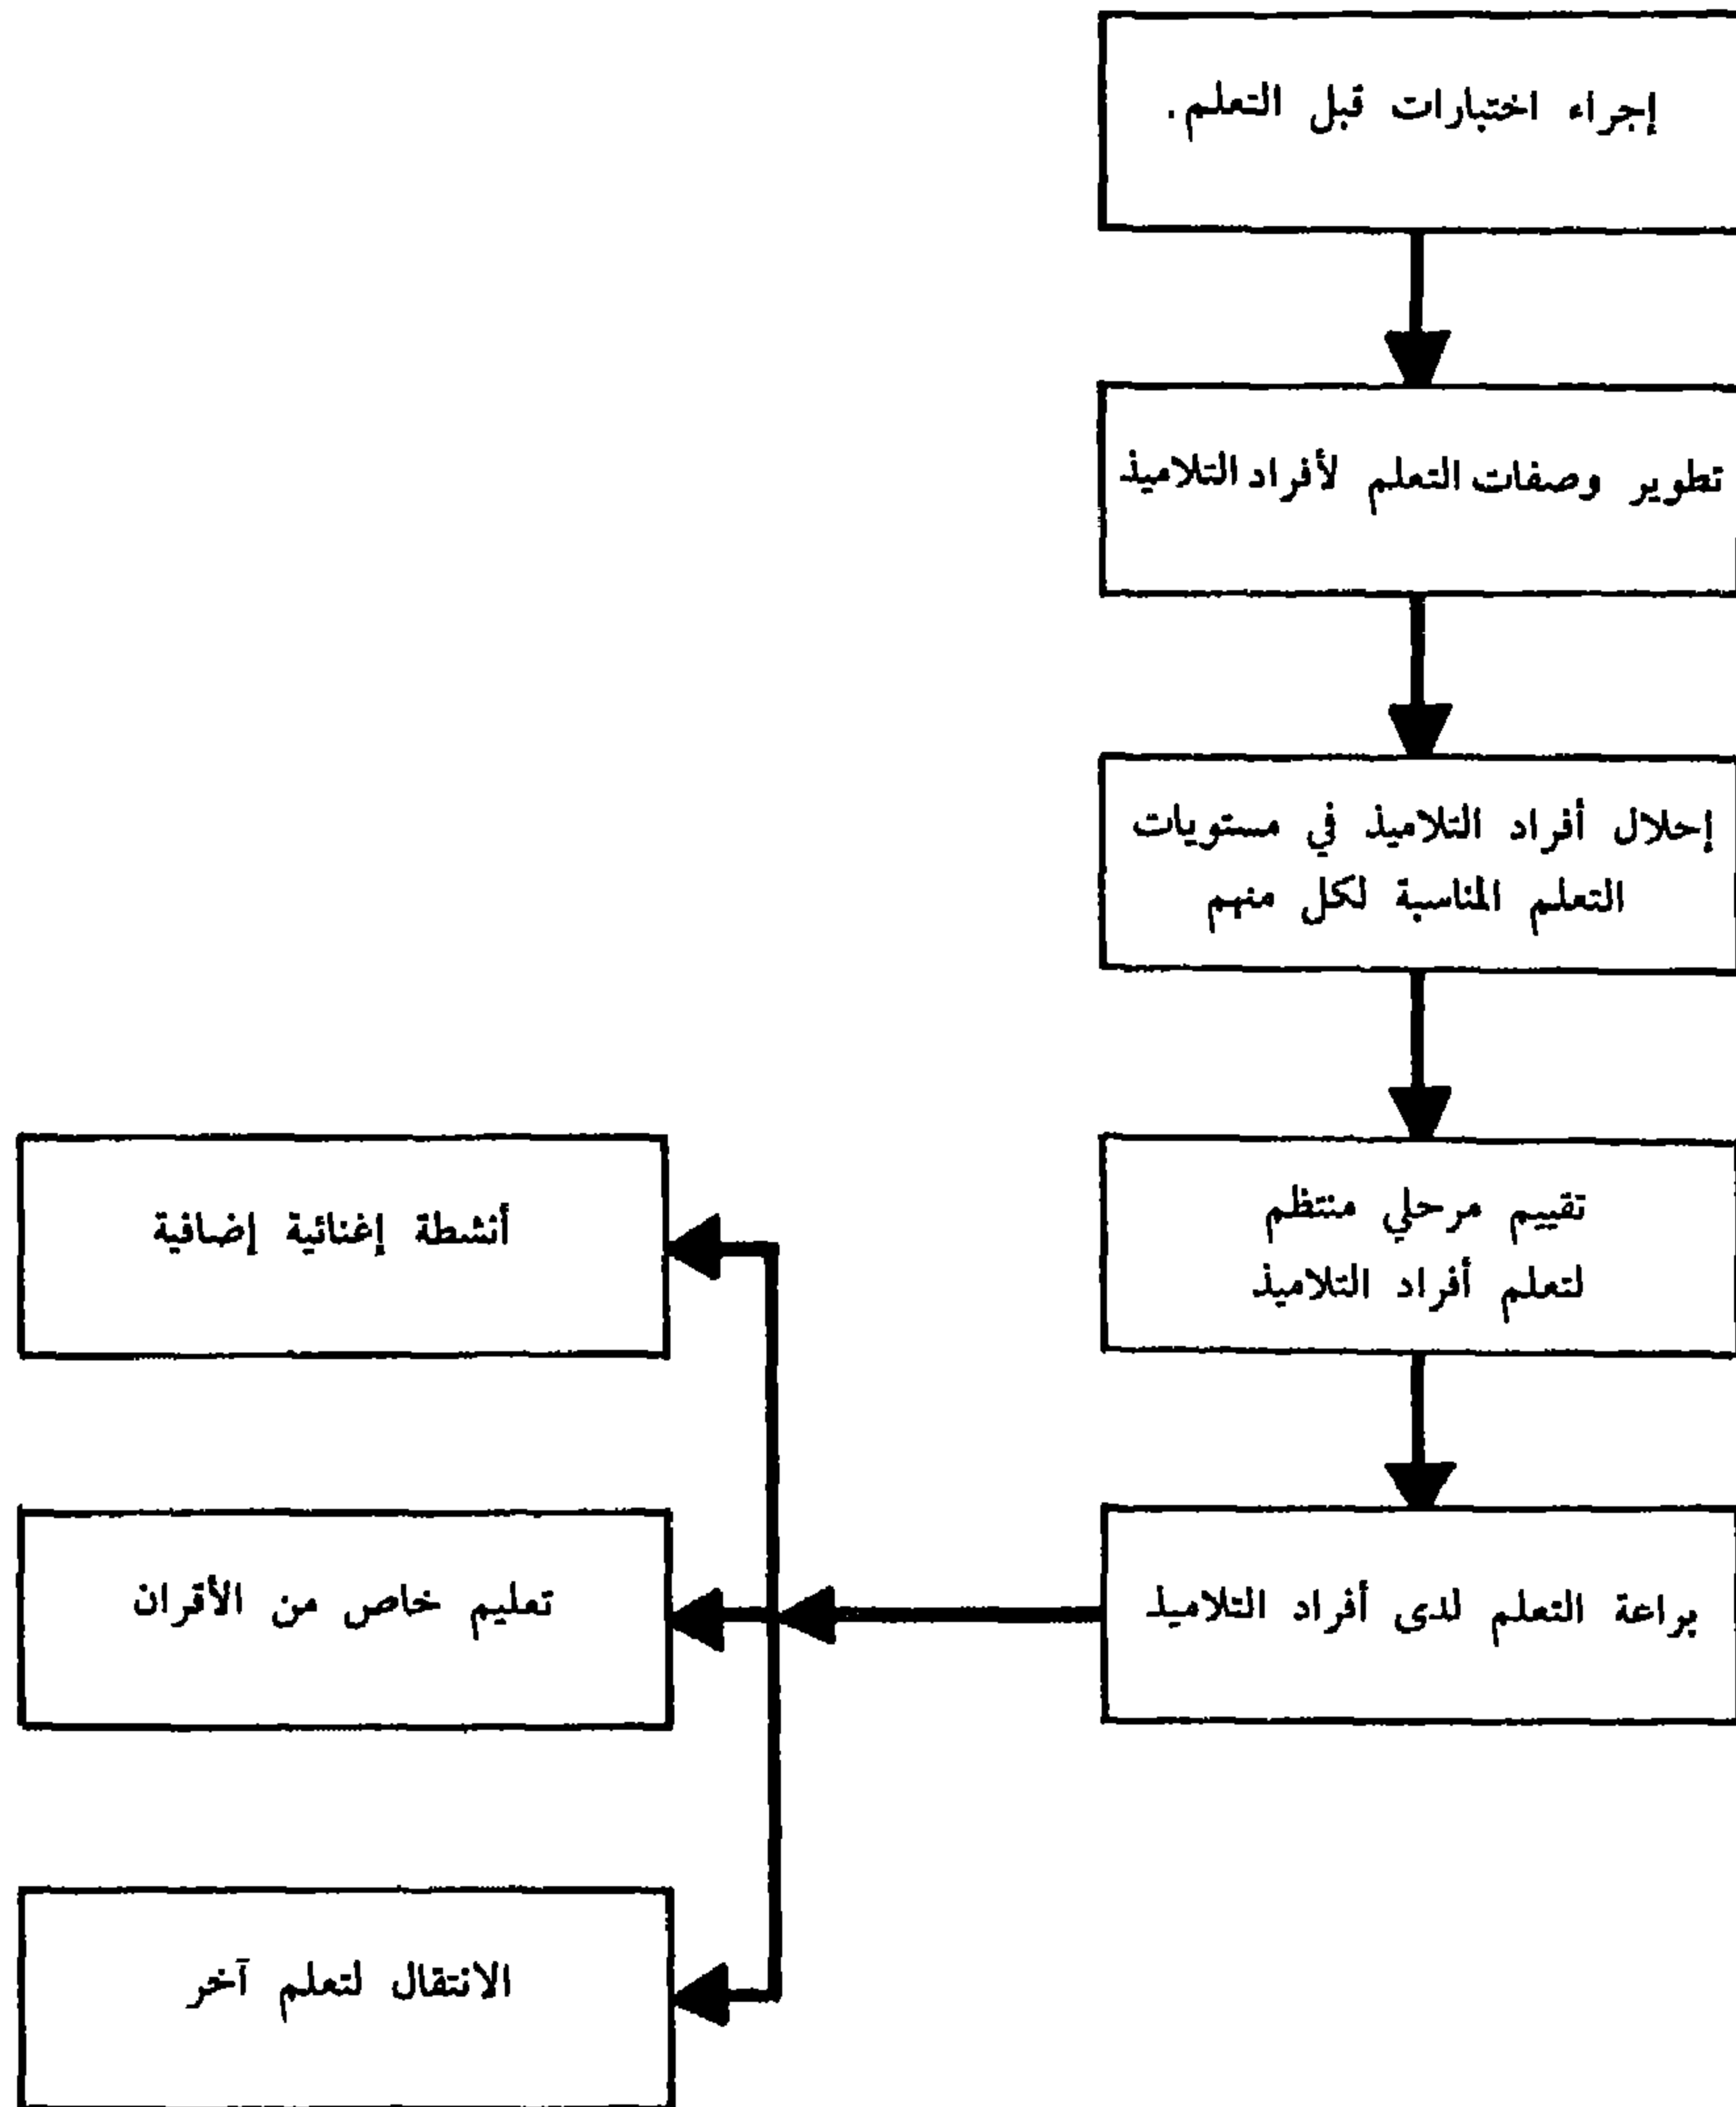 إجراء اختبارات قبل التعلم.
تطوير وصفات التعلم لأفراد التلاميذ
إحلال أفراد التلاميذ في مستويات
التعلم المناسبة لكل منهم
تقييم مرحلي منتظم
لتعلم أفراد التلاميذ
براعة التعلم لدى أفراد التلاميذ
أنشطة إغنائية إضافية
تعليم خاص من الأقران
الانتقال لتعلم آخر